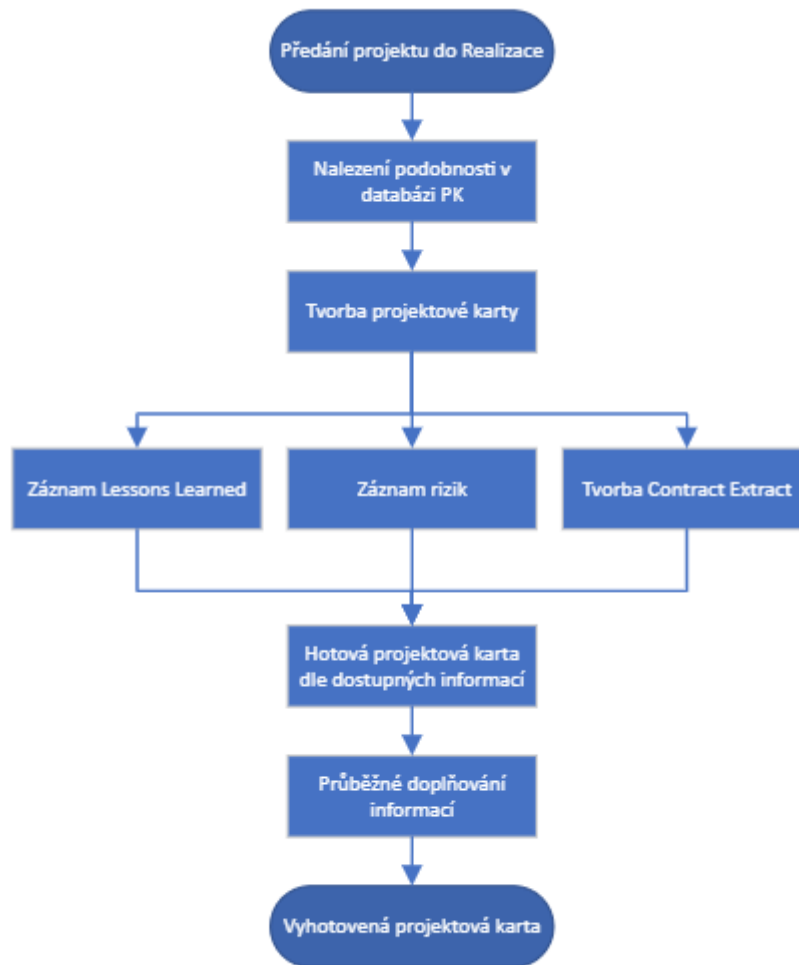 Předání projektu do Realizace
Nalezení podobnosti v
databázi PK
Tvorba projektové karty
Záznam Lessons Learned
Záznam rizik
Tvorba Contract Extract
Hotová projektová karta
dle dostupných informací
Průběžné doplňování
informací
Vyhotovená projektová karta